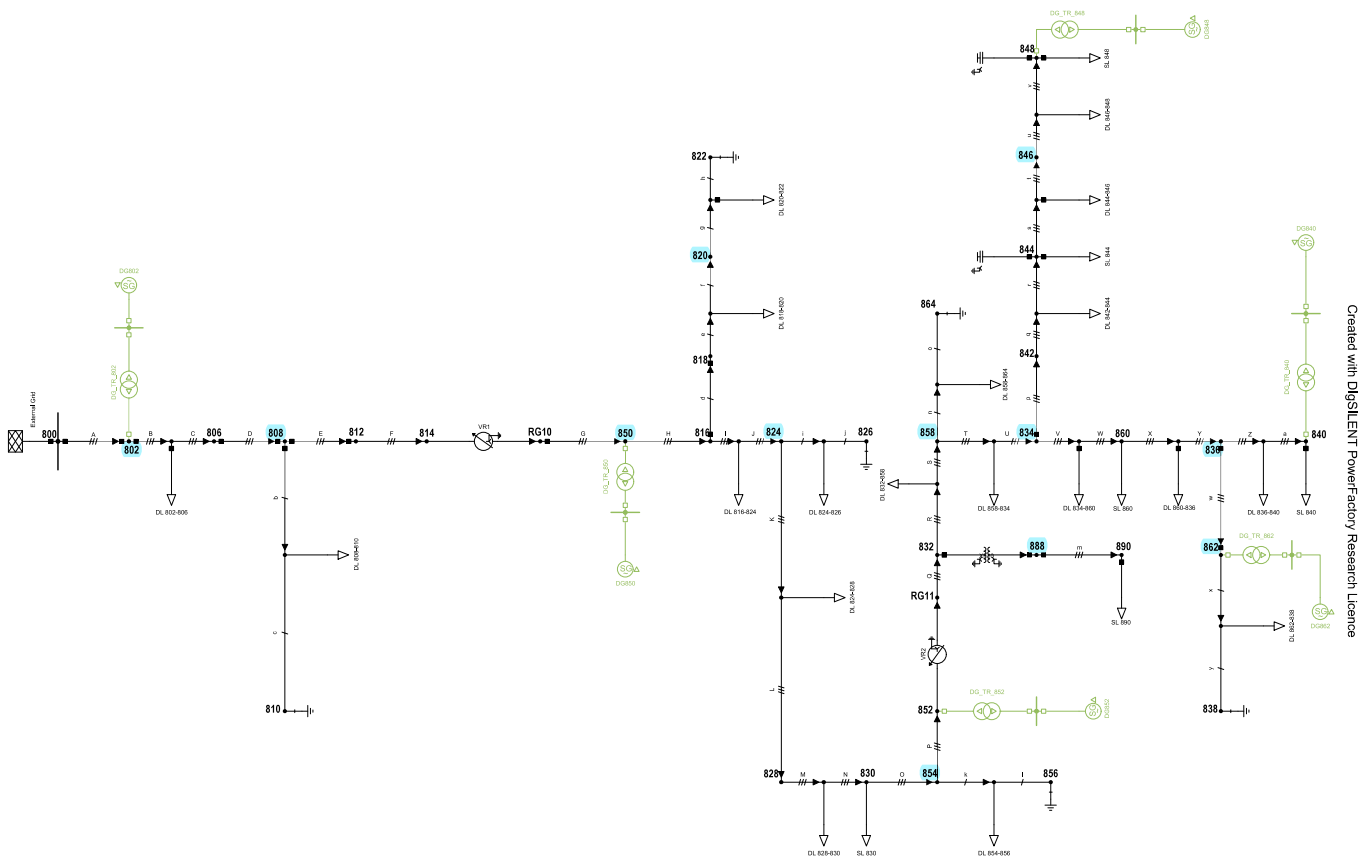 DG_TR_848
DG848
848
SL 848
v
DL 846-848
u
846
t
DL 844-846
s
844
SL 844
r
DL 842-844
q
842
p
822
h
DL 820-822
g
820
f
DL 818-820
e
818
d
864
o
DL 858-864
n
DG840
DG_TR_840
DG802
DG_TR_802
External Grid
800
A
802
B
C
806
D
808
E
812
F
814
VR1
RG10
G
850
H
816
I
J
824
i
j
826
858
T
U
834
V
W
860
X
Y
836
Z
a
840
DL 802-806
DG_TR_850
DG850
DL 816-824
DL 824-826
DL 832-858
S
DL 858-834
DL 834-860
SL 860
DL 860-836
DL 836-840
SL 840
b
DL 808-810
c
810
K
DL 824-828
L
R
832
888
m
890
SL 890
Q
RG11
VR2
w
862
DG_TR_862
DG862
x
DL 862-838
y
838
852
DG_TR_852
DG852
P
828
M
N
830
O
854
k
l
856
DL 828-830
SL 830
DL 854-856
Created with DIgSILENT PowerFactory Research Licence